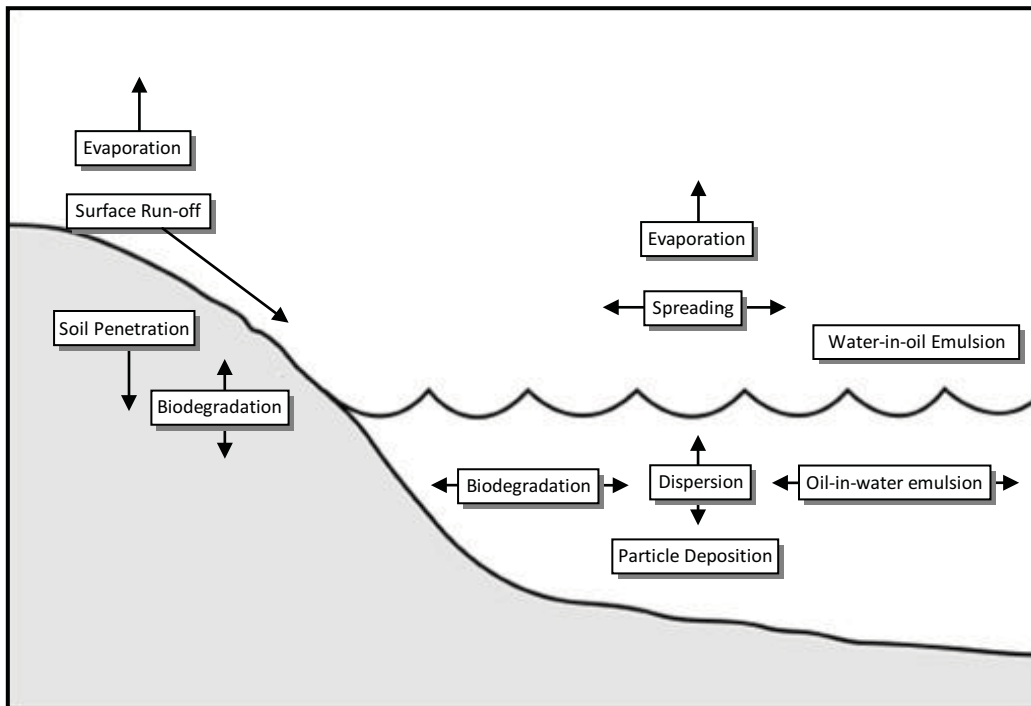 Evaporation
Surface Run-off
Evaporation
Spreading
Soil Penetration
Water-in-oil Emulsion
Biodegradation
Biodegradation
Dispersion
Oil-in-water emulsion
Particle Deposition